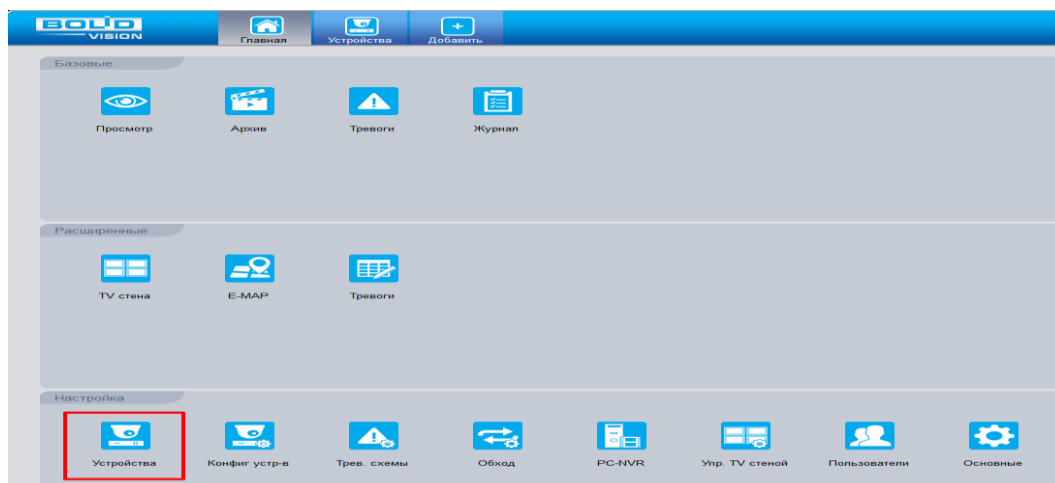 BOLID
VISION
Главная
Устройства
Добавить
Базовые
Просмотр
Архив
Тревоги
Журнал
Расширенные
TV стена
E-MAP
Тревоги
Настройка
Устройства
Конфиг устр-в
Трев. схемы
Обход
PC-NVR
Упр. TV стеной
Пользователи
Основные